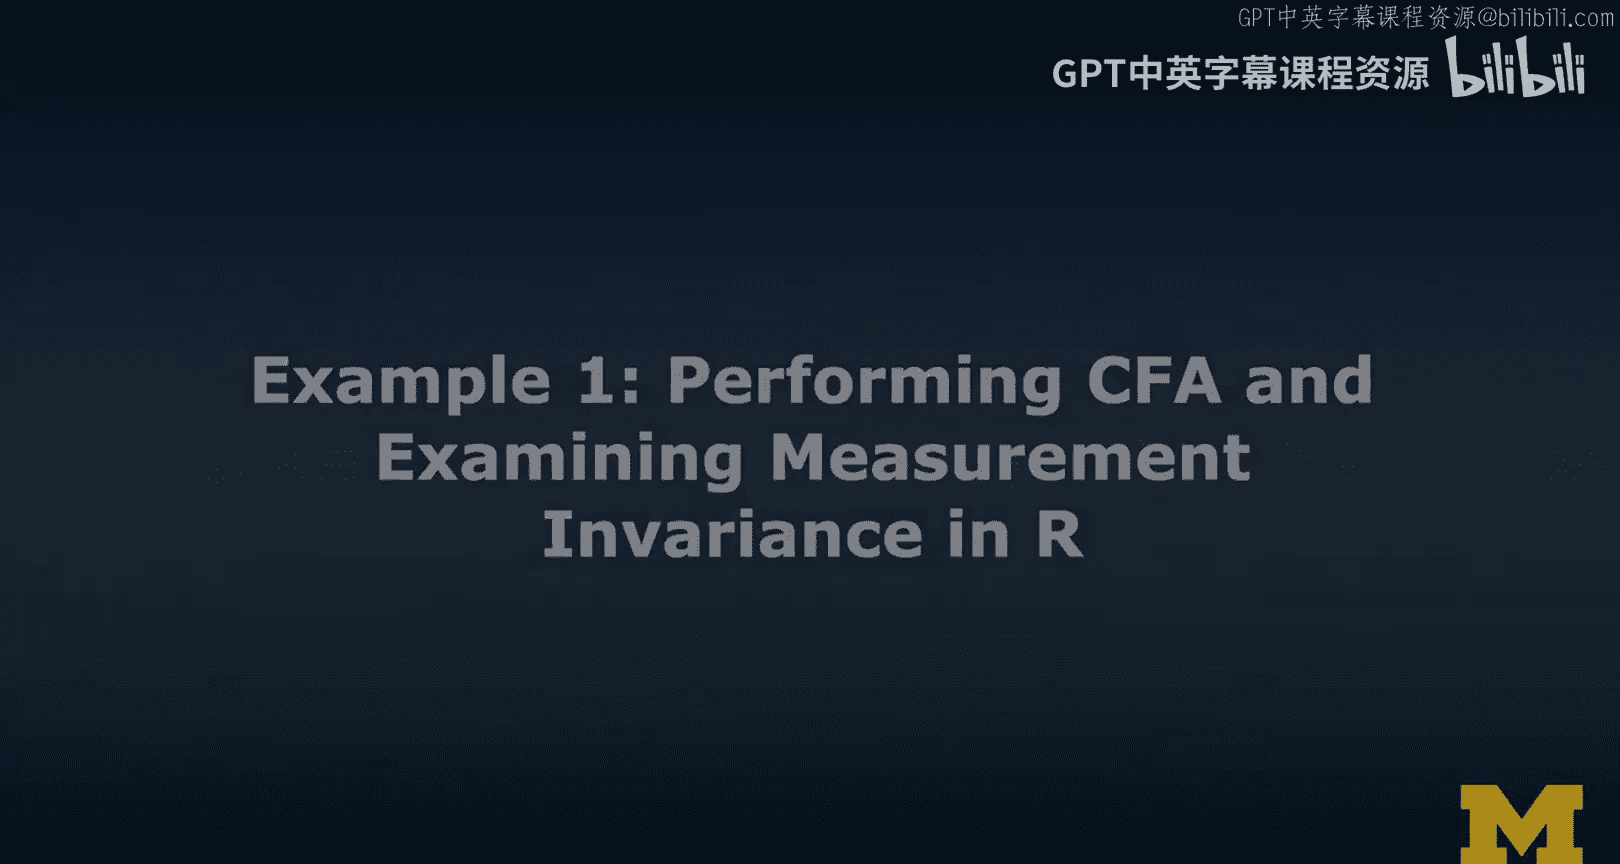 GPT中英字幕课程资源@bilibili.com
GPT中英字幕课程资源 bilibili
Example 1: Performing CFA and
Examining Measurement
Invariance in R
M